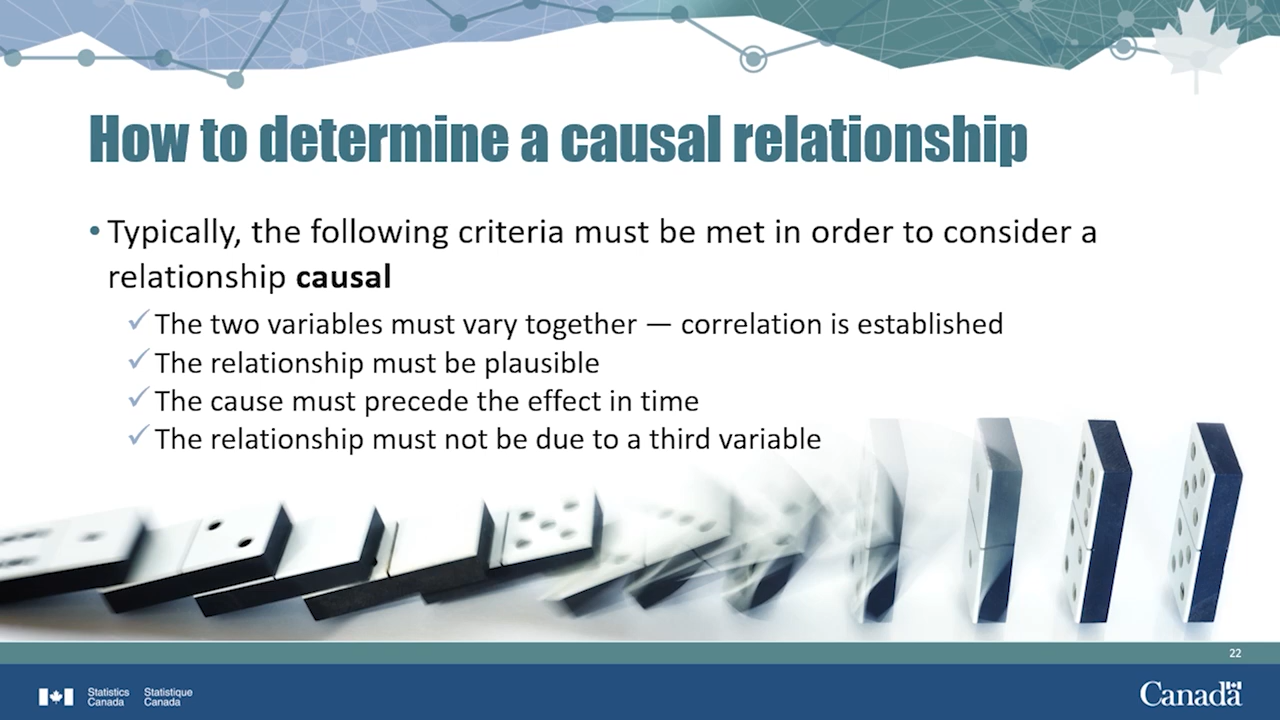 How to determine a causal relationship
• Typically, the following criteria must be met in order to consider a
relationship causal
✓ The two variables must vary together — correlation is established
✓ The relationship must be plausible
✓ The cause must precede the effect in time
✓ The relationship must not be due to a third variable
22
Statistics Statistique
Canada Canada
Canada